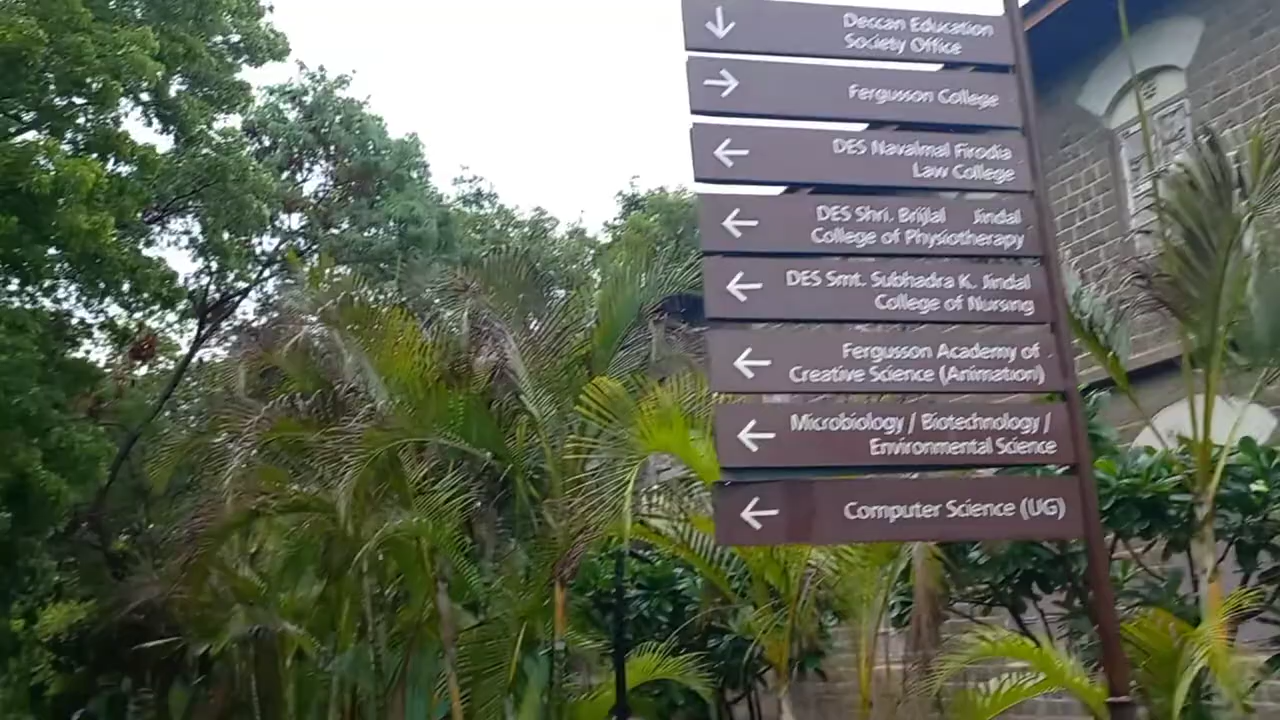 Deccan Education
Society Office
Fergusson College
DES Navalmal Firodia
Law College
DES Shri. Brijlal Jindal
College of Physiotherapy
DES Smt. Subhadra K. Jindal
College of Nursing
Fergusson Academy of
Creative Science (Animation)
Microbiology / Biotechnology /
Environmental Science
Computer Science (UG)